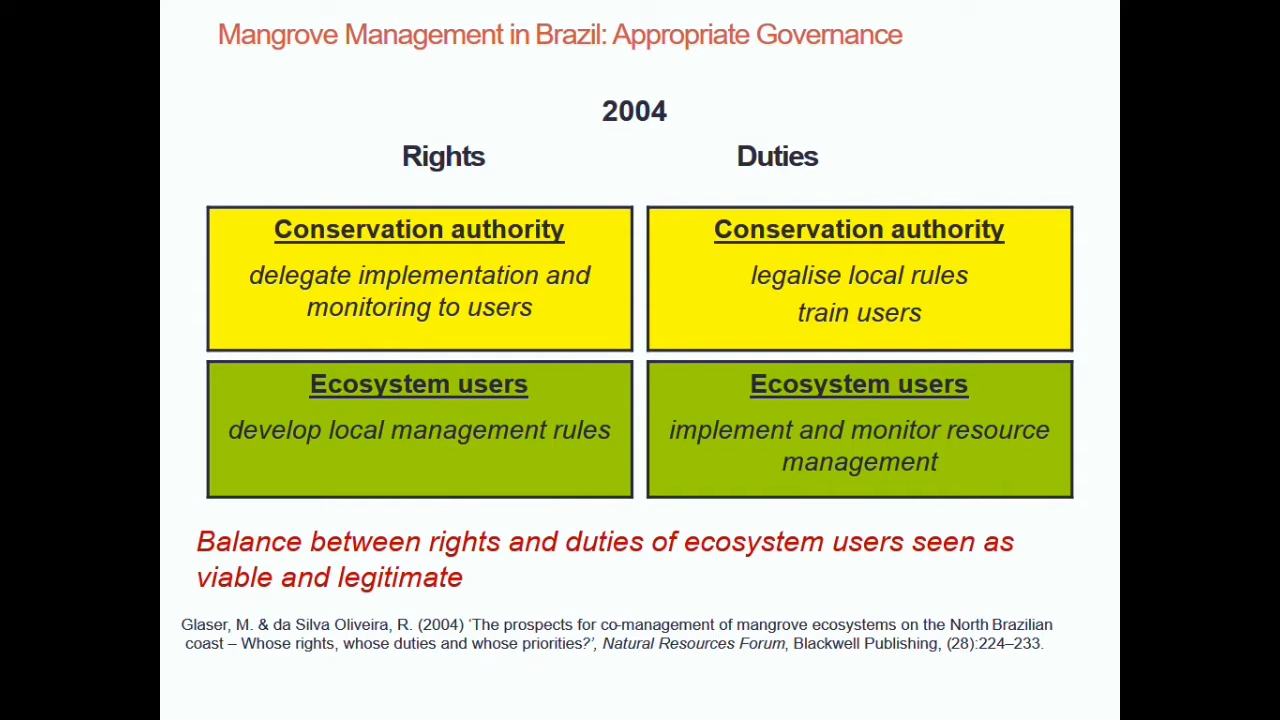 Mangrove Management in Brazil: Appropriate Governance
2004
Rights
Duties
Conservation authority
delegate implementation and
monitoring to users
Conservation authority
legalise local rules
train users
Ecosystem users
develop local management rules
Ecosystem users
implement and monitor resource
management
Balance between rights and duties of ecosystem users seen as
viable and legitimate
Glaser, M. & da Silva Oliveira, R. (2004) ‘The prospects for co-management of mangrove ecosystems on the North Brazilian
coast – Whose rights, whose duties and whose priorities?’, Natural Resources Forum, Blackwell Publishing, (28):224–233.